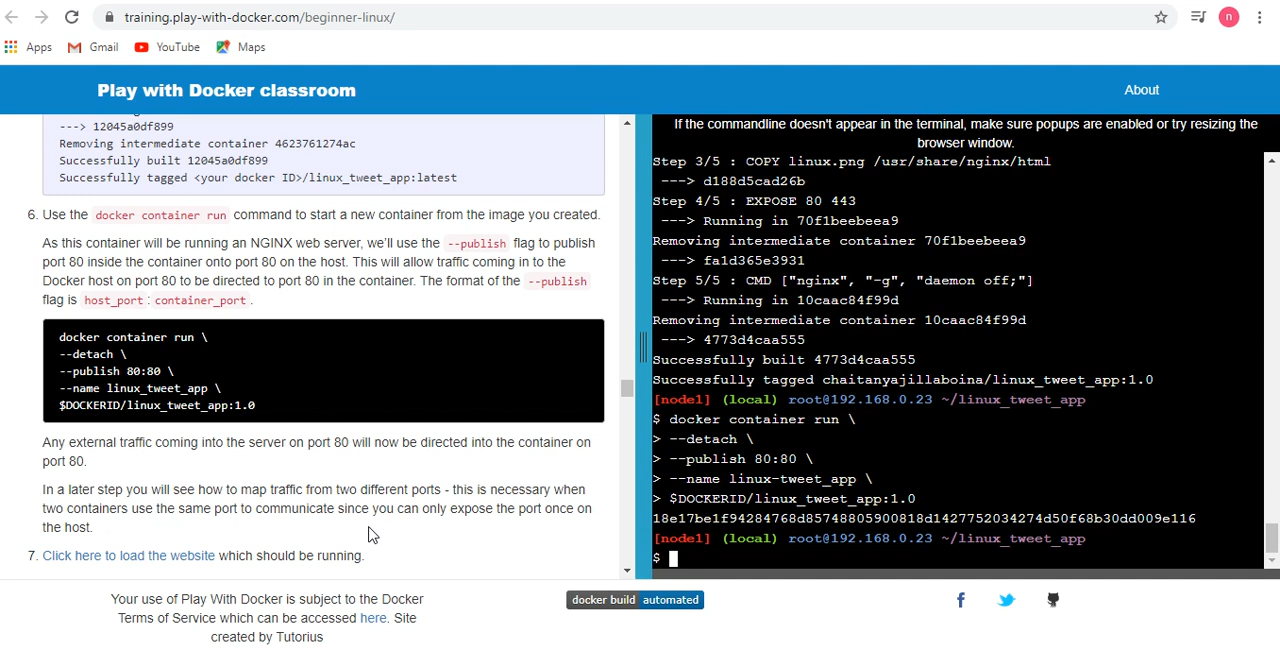 training.play-with-docker.com/beginner-linux/
n
Apps
Gmail
YouTube
Maps
Play with Docker classroom
About
---> 12045a0df899
Removing intermediate container 4623761274ac
Successfully built 12045a0df899
Successfully tagged <your docker ID>/linux_tweet_app:latest
6. Use the docker container run command to start a new container from the image you created.
As this container will be running an NGINX web server, we'll use the --publish flag to publish
port 80 inside the container onto port 80 on the host. This will allow traffic coming in to the
Docker host on port 80 to be directed to port 80 in the container. The format of the --publish
flag is host_port : container_port .
docker container run \
--detach \
--publish 80:80 \
--name linux_tweet_app \
$DOCKERID/linux_tweet_app:1.0
Any external traffic coming into the server on port 80 will now be directed into the container on
port 80.
In a later step you will see how to map traffic from two different ports - this is necessary when
two containers use the same port to communicate since you can only expose the port once on
the host.
7. Click here to load the website which should be running.
If the commandline doesn't appear in the terminal, make sure popups are enabled or try resizing the
browser window.
Step 3/5 : COPY linux.png /usr/share/nginx/html
---> d188d5cad26b
Step 4/5 : EXPOSE 80 443
---> Running in 70f1beebeea9
Removing intermediate container 70f1beebeea9
---> fa1d365e3931
Step 5/5 : CMD ["nginx", "-g", "daemon off;"]
---> Running in 10caac84f99d
Removing intermediate container 10caac84f99d
---> 4773d4caa555
Successfully built 4773d4caa555
Successfully tagged chaitanyajillaboina/linux_tweet_app:1.0
[node1] (local) root@192.168.0.23 ~/linux_tweet_app
$ docker container run \
> --detach \
> --publish 80:80 \
> --name linux-tweet_app \
> $DOCKERID/linux_tweet_app:1.0
18e17be1f94284768d85748805900818d1427752034274d50f68b30dd009e116
[node1] (local) root@192.168.0.23 ~/linux_tweet_app
$
Your use of Play With Docker is subject to the Docker
Terms of Service which can be accessed here. Site
created by Tutorius
docker build automated